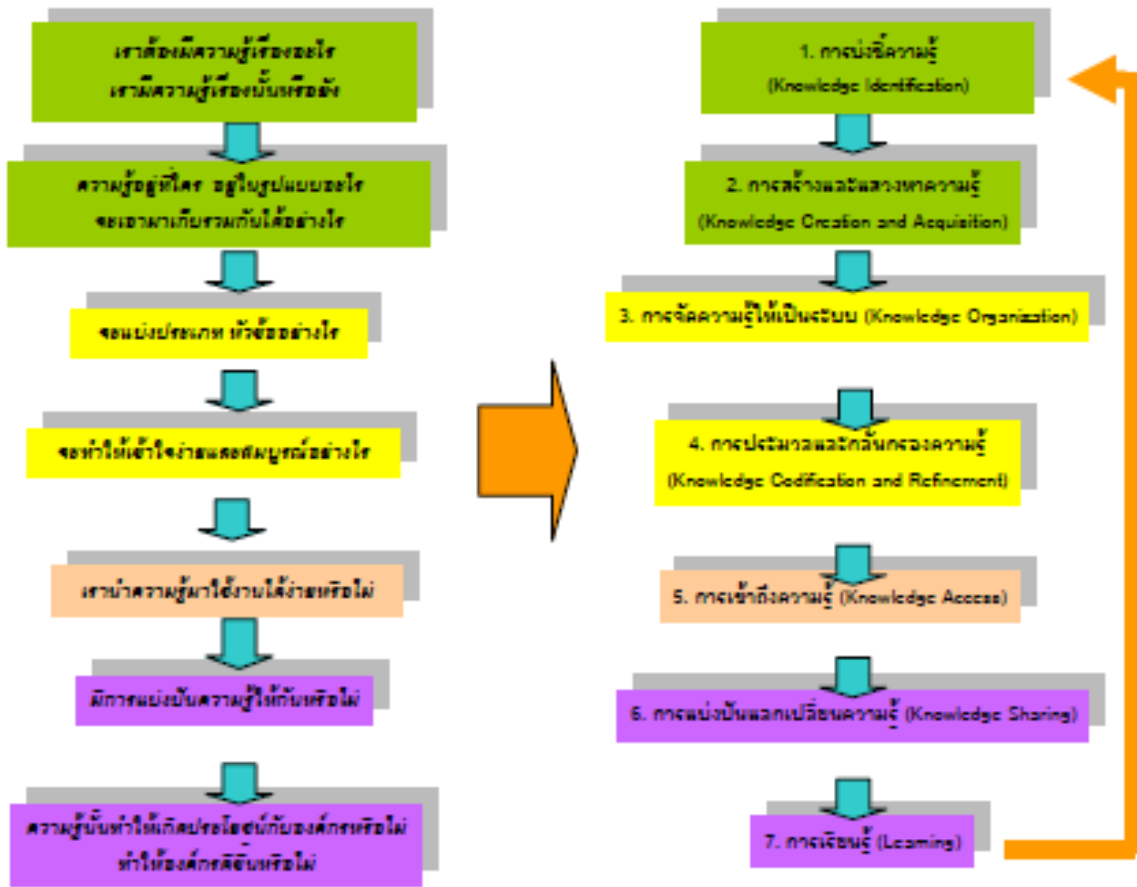 เราต้องมีความรู้เรื่องอะไร
เรามีความรู้เรื่องนั้นหรือยัง
ความรู้อยู่ที่ใคร อยู่ในรูปแบบอะไร
จะเอามาเก็บรวมกันได้อย่างไร
จะแบ่งประเภท หัวข้ออย่างไร
จะทำให้เข้าใจง่ายและสมบูรณ์อย่างไร
เรานำความรู้มาใช้งานได้ง่ายหรือไม่
มีการแบ่งปันความรู้ให้กันหรือไม่
ความรู้นั้นทำให้เกิดประโยชน์กับองค์กรหรือไม่
ทำให้องค์กรดีขึ้นหรือไม่
1. การบ่งชี้ความรู้
(Knowledge Identification)
2. การสร้างและแสวงหาความรู้
(Knowledge Creation and Acquisition)
3. การจัดความรู้ให้เป็นระบบ (Knowledge Organization)
4. การประมวลและกลั่นกรองความรู้
(Knowledge Codification and Refinement)
5. การเข้าถึงความรู้ (Knowledge Access)
6. การแบ่งปันแลกเปลี่ยนความรู้ (Knowledge Sharing)
7. การเรียนรู้ (Learning)